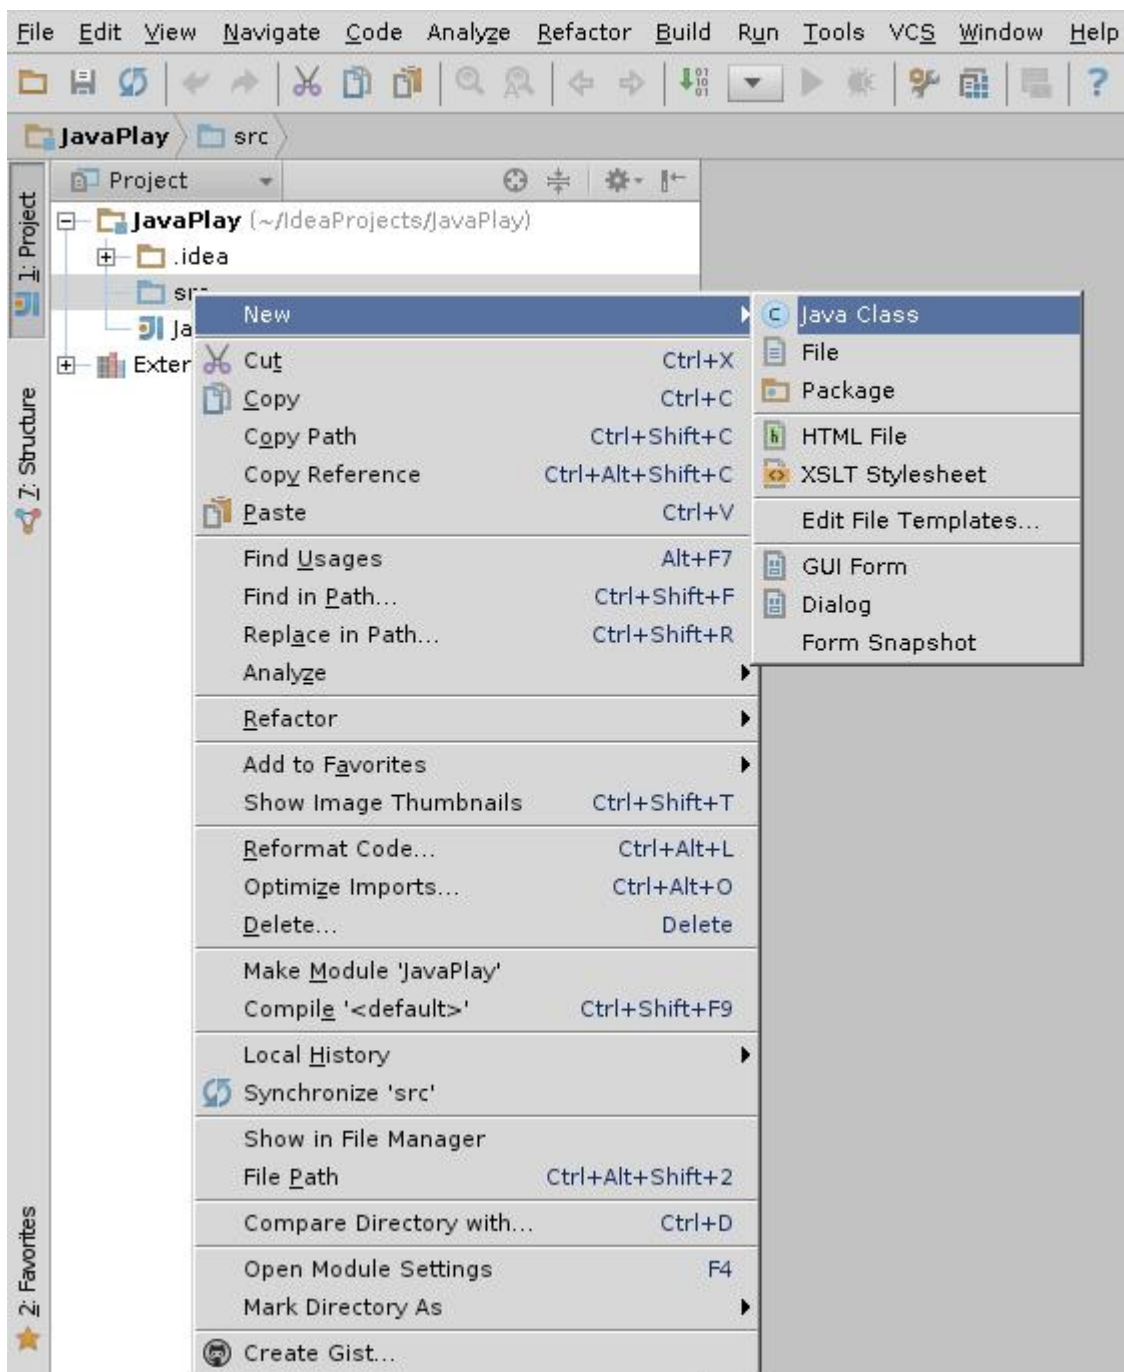 File Edit View Navigate Code Analyze Refactor Build Run Tools VCS Window Help
JavaPlay src
1: Project
7: Structure
2: Favorites
Project
JavaPlay (~/IdeaProjects/JavaPlay)
.idea
src
Ja
Exter
New
Cut Ctrl+X
Copy Ctrl+C
Copy Path Ctrl+Shift+C
Copy Reference Ctrl+Alt+Shift+C
Paste Ctrl+V
Find Usages Alt+F7
Find in Path... Ctrl+Shift+F
Replace in Path... Ctrl+Shift+R
Analyze
Refactor
Add to Favorites
Show Image Thumbnails Ctrl+Shift+T
Reformat Code... Ctrl+Alt+L
Optimize Imports... Ctrl+Alt+O
Delete... Delete
Make Module 'JavaPlay'
Compile '<default>' Ctrl+Shift+F9
Local History
Synchronize 'src'
Show in File Manager
File Path Ctrl+Alt+Shift+2
Compare Directory with... Ctrl+D
Open Module Settings F4
Mark Directory As
Create Gist...
Java Class
File
Package
HTML File
XSLT Stylesheet
Edit File Templates...
GUI Form
Dialog
Form Snapshot